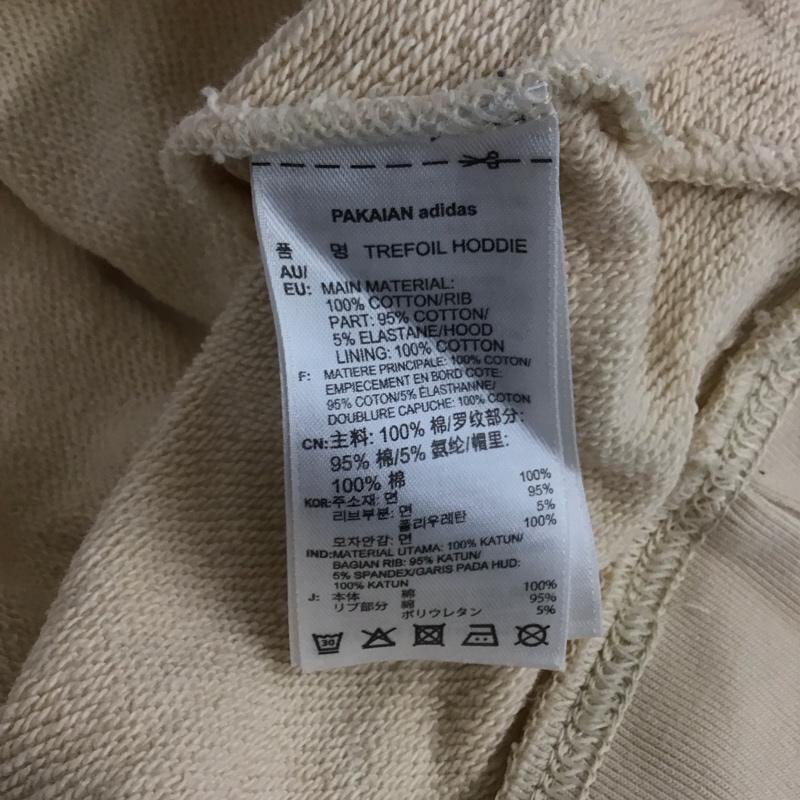 PAKAIAN adidas
품 명 TREFOIL HODDIE
AU/
EU: MAIN MATERIAL:
100% COTTON/RIB
PART: 95% COTTON/
5% ELASTANE/HOOD
LINING: 100% COTTON
F: MATIERE PRINCIPALE: 100% COTON/
EMPIECEMENT EN BORD COTE:
95% COTON/5% ÉLASTHANNE/
DOUBLURE CAPUCHE: 100% COTON
CN: 主料: 100% 棉/罗纹部分:
95% 棉/5% 氨纶/帽里:
100% 棉
KOR: 주소재: 면 100%
리브부분: 면 95%
폴리우레탄 5%
모자안감: 면 100%
IND: MATERIAL UTAMA: 100% KATUN/
BAGIAN RIB: 95% KATUN/
5% SPANDEX/GARIS PADA HUD:
100% KATUN
J: 本体 綿 100%
リブ部分 綿 95%
ポリウレタン 5%
30